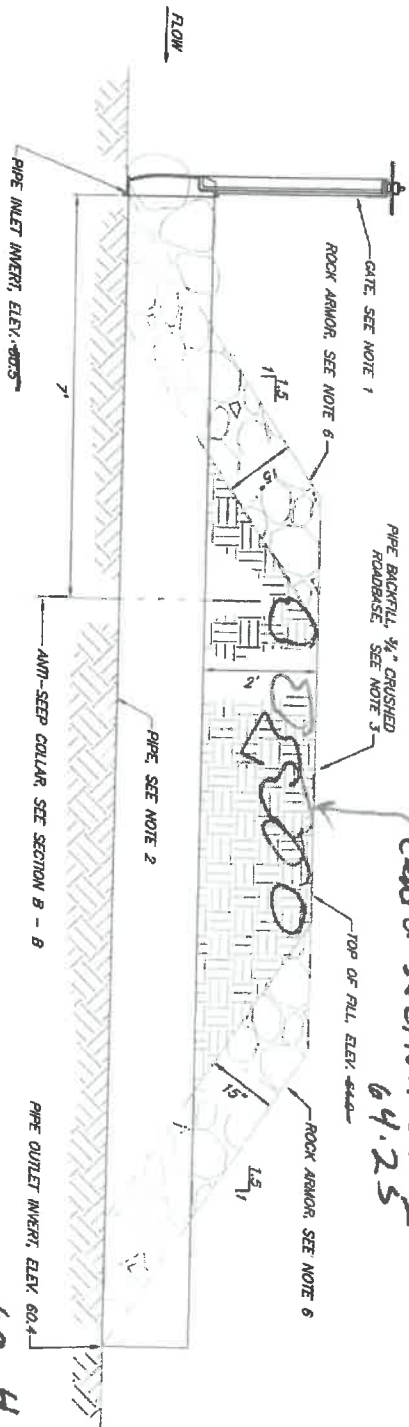 FLOW
GATE, SEE NOTE 1
ROCK ARMOR, SEE NOTE 6
PIPE BACKFILL ¾" CRUSHED
ROADBASE, SEE NOTE 3
64.25
TOP OF FILL, ELEV.
ROCK ARMOR, SEE NOTE 6
1.5
1
15"
2'
15"
1.5
1
7'
PIPE INLET INVERT, ELEV. 60.5
ANTI-SEEP COLLAR, SEE SECTION B - B
PIPE, SEE NOTE 2
PIPE OUTLET INVERT, ELEV. 60.4